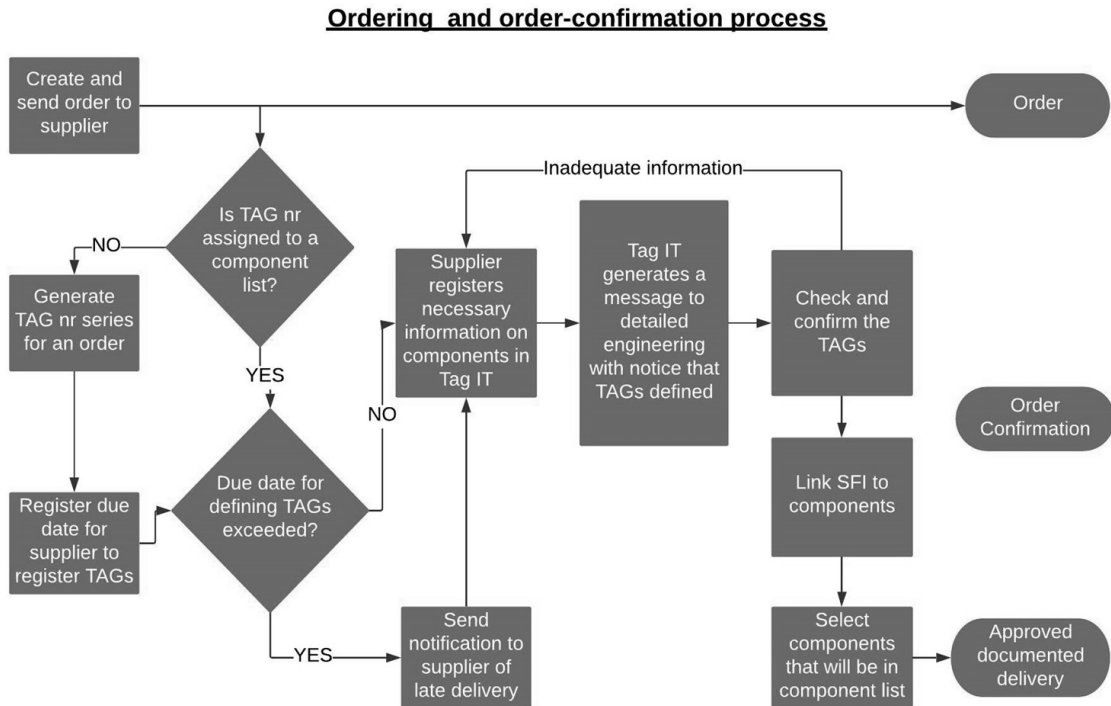 Ordering and order-confirmation process
Create and
send order to
supplier
Order
Is TAG nr
assigned to a
component
list?
NO
Generate
TAG nr series
for an order
YES
Register due
date for
supplier to
register TAGs
Due date for
defining TAGs
exceeded?
NO
YES
Send
notification to
supplier of
late delivery
Supplier
registers
necessary
information on
components in
Tag IT
Inadequate information
Tag IT
generates a
message to
detailed
engineering
with notice that
TAGs defined
Check and
confirm the
TAGs
Order
Confirmation
Link SFI to
components
Select
components
that will be in
component list
Approved
documented
delivery